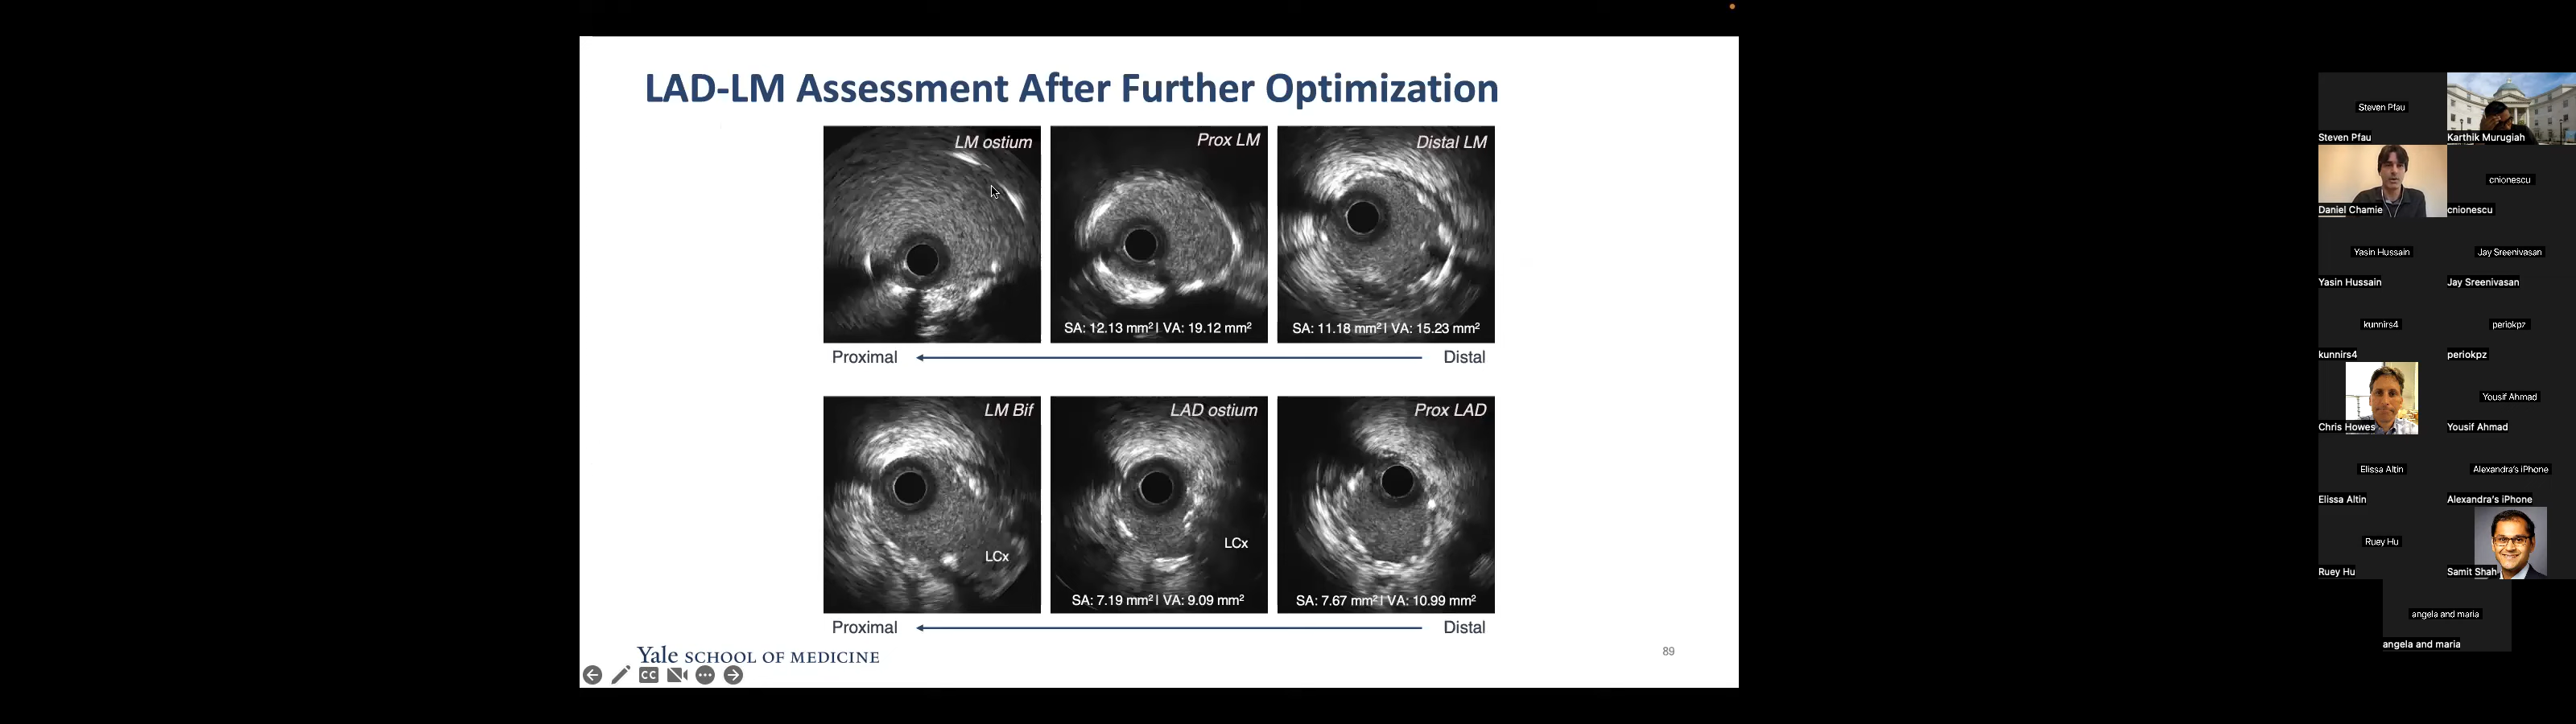 LAD-LM Assessment After Further Optimization
LM ostium
Prox LM
Distal LM
SA: 12.13 mm² | VA: 19.12 mm²
SA: 11.18 mm² | VA: 15.23 mm²
Proximal
Distal
LM Bif
LAD ostium
Prox LAD
LCx
LCx
SA: 7.19 mm² | VA: 9.09 mm²
SA: 7.67 mm² | VA: 10.99 mm²
Proximal
Distal
Yale SCHOOL OF MEDICINE
89
CC
Steven Pfau
Steven Pfau
Karthik Murugiah
cnionescu
Daniel Chamie
cnionescu
Yasin Hussain
Jay Sreenivasan
Yasin Hussain
Jay Sreenivasan
kunnirs4
periokpz
kunnirs4
periokpz
Yousif Ahmad
Chris Howes
Yousif Ahmad
Elissa Altin
Alexandra's iPhone
Elissa Altin
Alexandra's iPhone
Ruey Hu
Ruey Hu
Samit Shah
angela and maria
angela and maria